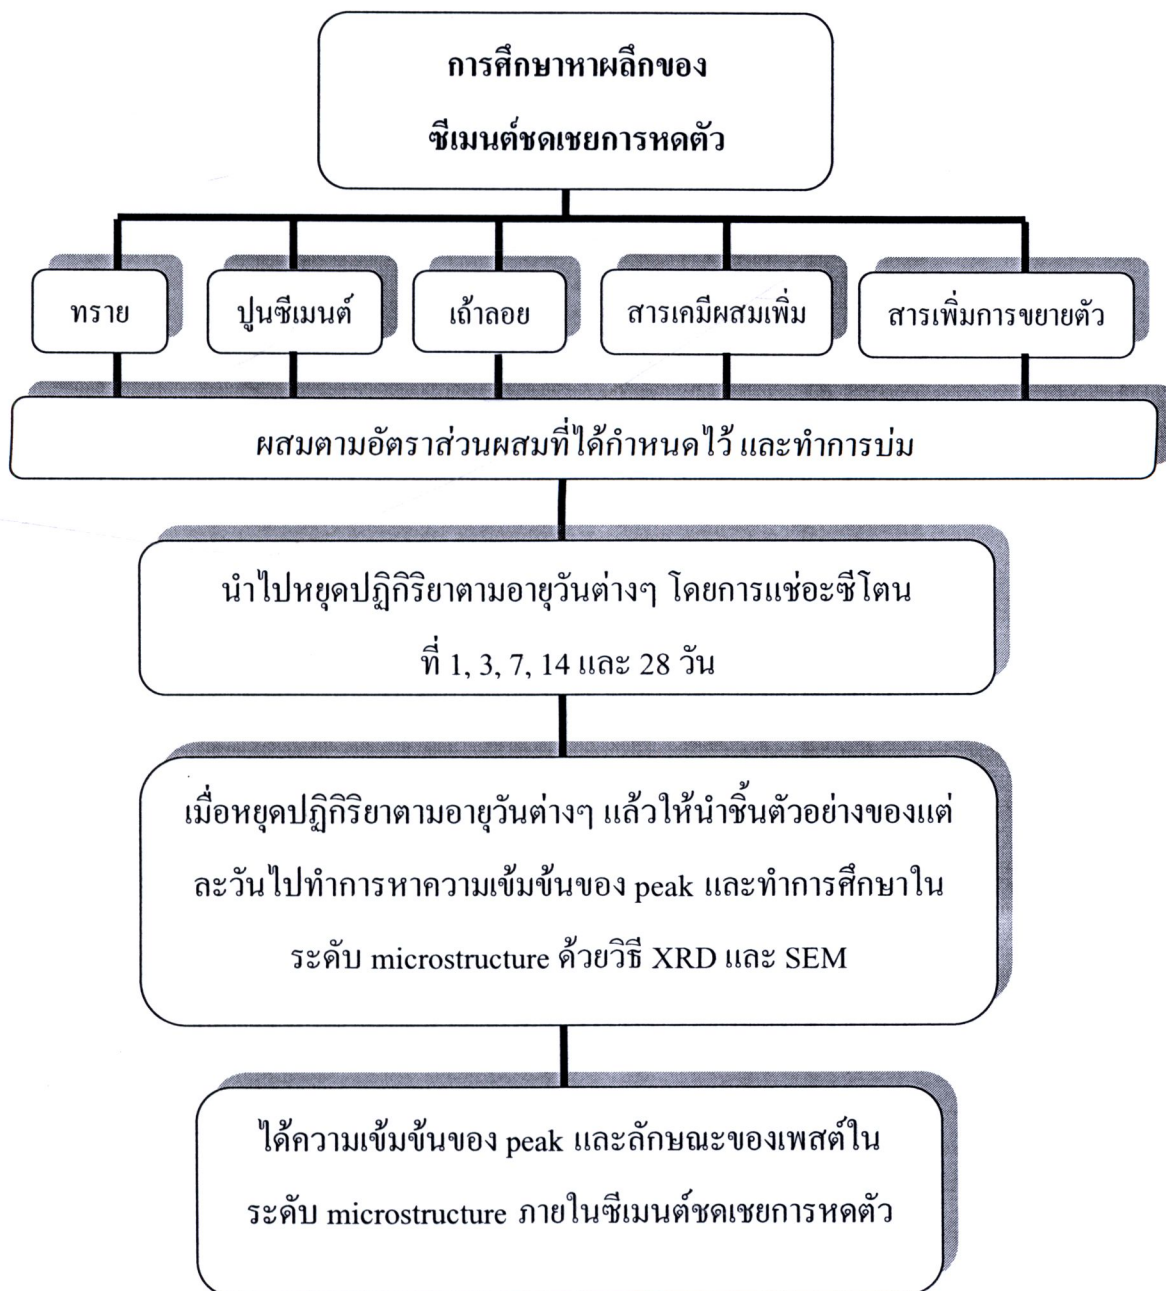 การศึกษาหาผลึกของ
ซีเมนต์ชดเชยการหดตัว
ทราย
ปูนซีเมนต์
เถ้าลอย
สารเคมีผสมเพิ่ม
สารเพิ่มการขยายตัว
ผสมตามอัตราส่วนผสมที่ได้กำหนดไว้ และทำการบ่ม
นำไปหยุดปฏิกิริยาตามอายุวันต่างๆ โดยการแช่อะซีโตน
ที่ 1, 3, 7, 14 และ 28 วัน
เมื่อหยุดปฏิกิริยาตามอายุวันต่างๆ แล้วให้นำชิ้นตัวอย่างของแต่
ละวันไปทำการหาความเข้มข้นของ peak และทำการศึกษาใน
ระดับ microstructure ด้วยวิธี XRD และ SEM
ได้ความเข้มข้นของ peak และลักษณะของเพสต์ใน
ระดับ microstructure ภายในซีเมนต์ชดเชยการหดตัว